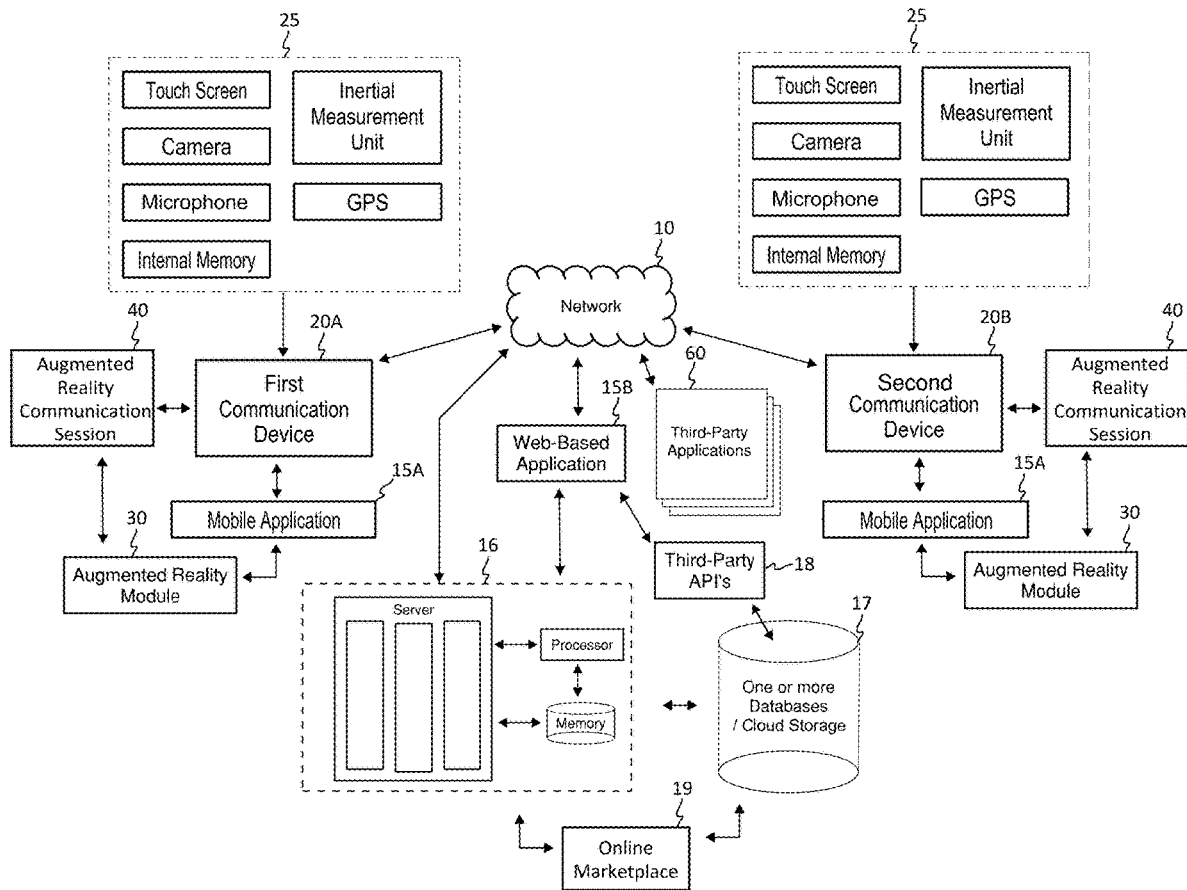 25
Touch Screen
Camera
Microphone
Internal Memory
Inertial
Measurement
Unit
GPS
25
Touch Screen
Camera
Microphone
Internal Memory
Inertial
Measurement
Unit
GPS
10
Network
40
Augmented
Reality
Communication
Session
20A
First
Communication
Device
15A
Mobile Application
30
Augmented Reality
Module
15B
Web-Based
Application
60
Third-Party
Applications
20B
Second
Communication
Device
40
Augmented
Reality
Communication
Session
15A
Mobile Application
30
Augmented Reality
Module
16
Server
Processor
Memory
Third-Party
API's
18
17
One or more
Databases
/ Cloud Storage
19
Online
Marketplace